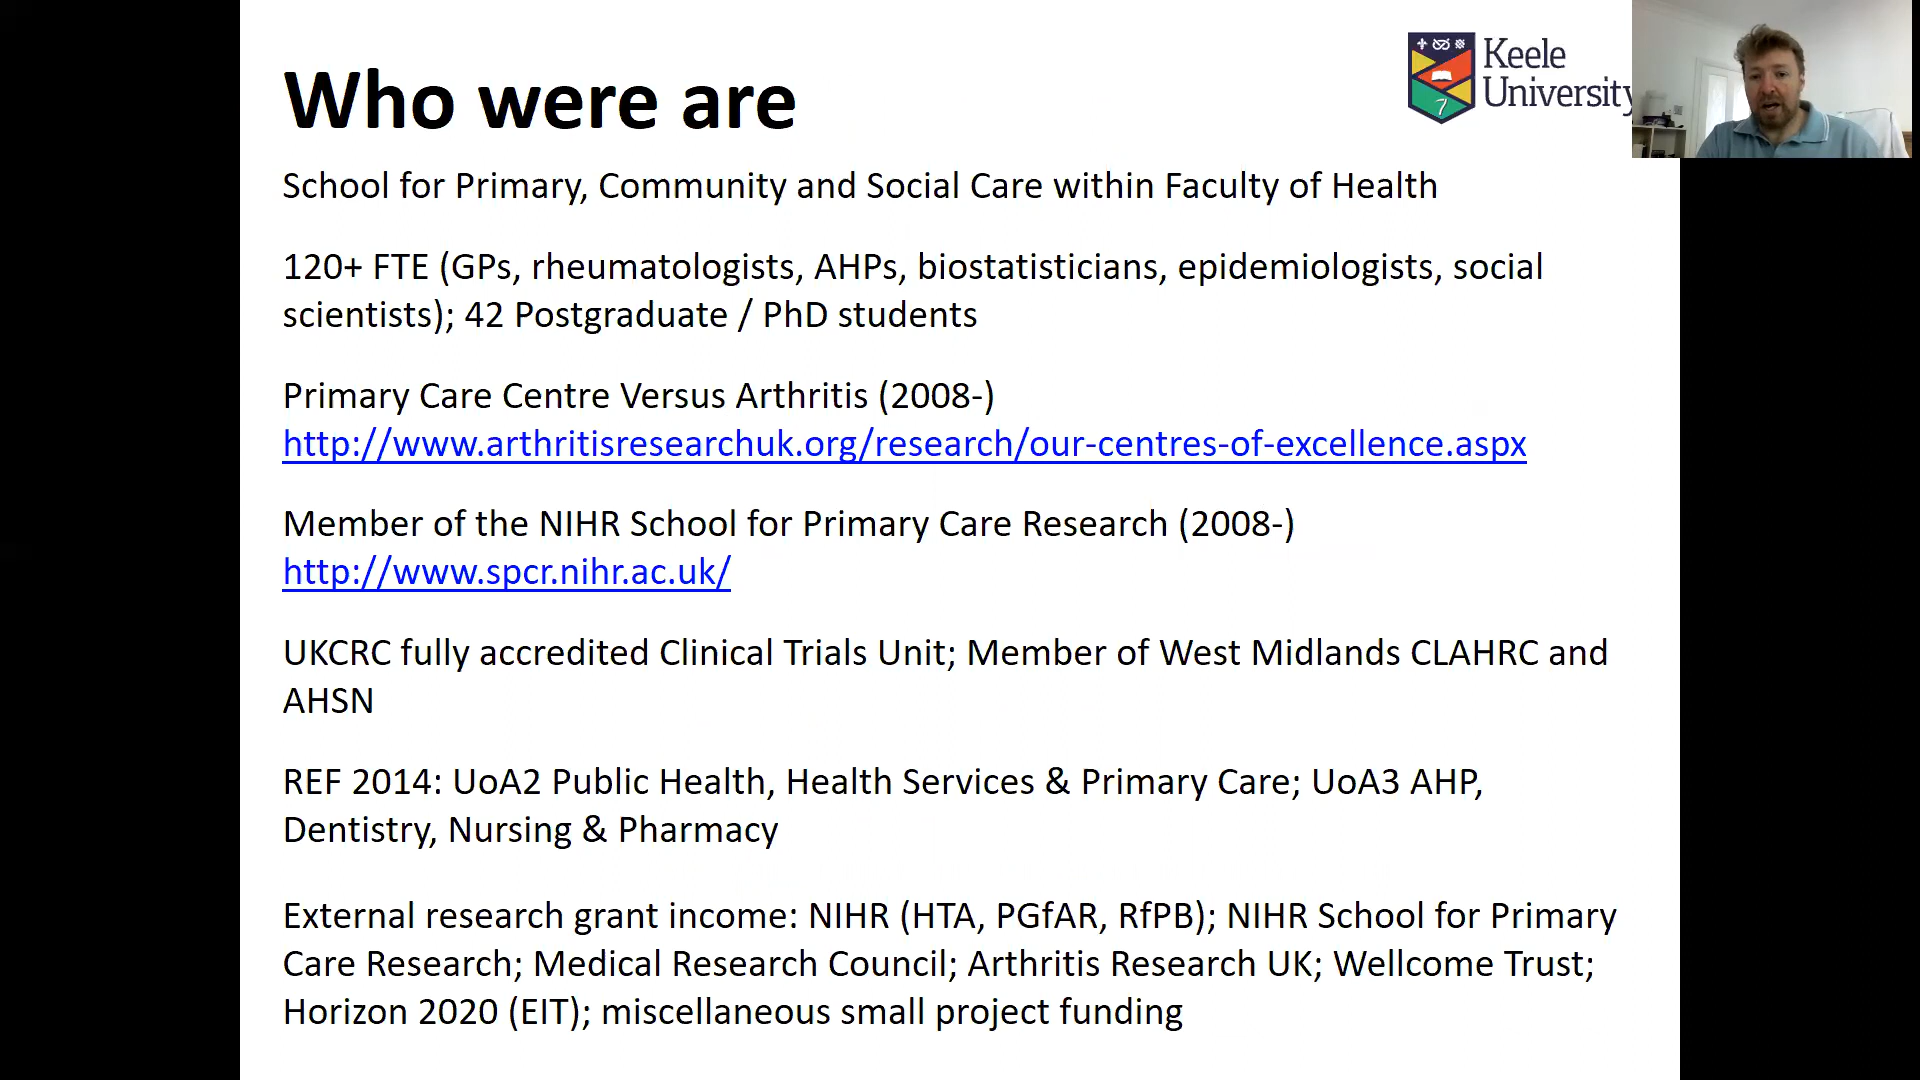 Who were are
Keele
University
School for Primary, Community and Social Care within Faculty of Health
120+ FTE (GPs, rheumatologists, AHPs, biostatisticians, epidemiologists, social
scientists); 42 Postgraduate / PhD students
Primary Care Centre Versus Arthritis (2008-)
http://www.arthritisresearchuk.org/research/our-centres-of-excellence.aspx
Member of the NIHR School for Primary Care Research (2008-)
http://www.spcr.nihr.ac.uk/
UKCRC fully accredited Clinical Trials Unit; Member of West Midlands CLAHRC and
AHSN
REF 2014: UoA2 Public Health, Health Services & Primary Care; UoA3 AHP,
Dentistry, Nursing & Pharmacy
External research grant income: NIHR (HTA, PGfAR, RfPB); NIHR School for Primary
Care Research; Medical Research Council; Arthritis Research UK; Wellcome Trust;
Horizon 2020 (EIT); miscellaneous small project funding